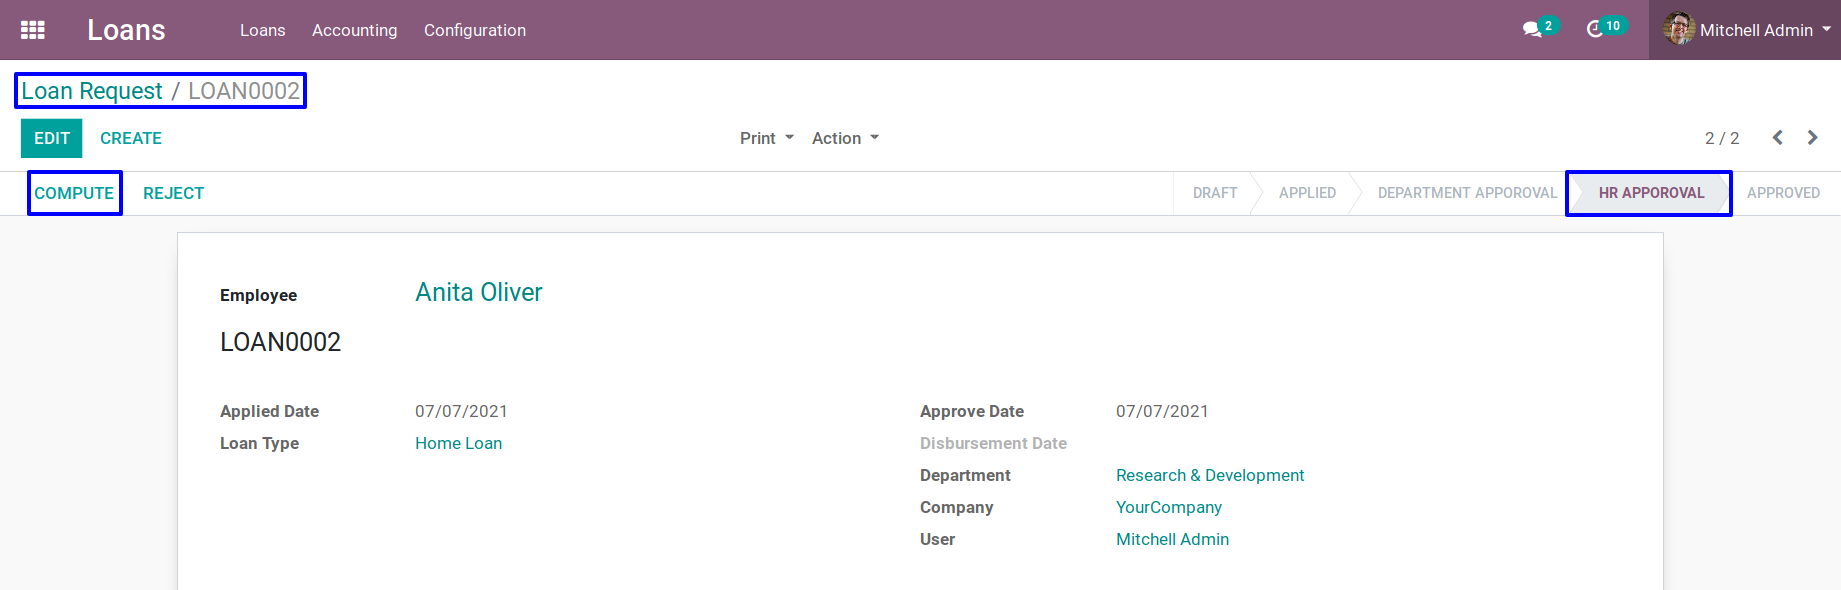 Loans Loans Accounting Configuration 2 10 Mitchell Admin
Loan Request / LOAN0002
EDIT CREATE Print Action 2 / 2
COMPUTE REJECT DRAFT APPLIED DEPARTMENT APPOROVAL HR APPOROVAL APPROVED
Employee Anita Oliver
LOAN0002
Applied Date 07/07/2021 Approve Date 07/07/2021
Loan Type Home Loan Disbursement Date
Department Research & Development
Company YourCompany
User Mitchell Admin